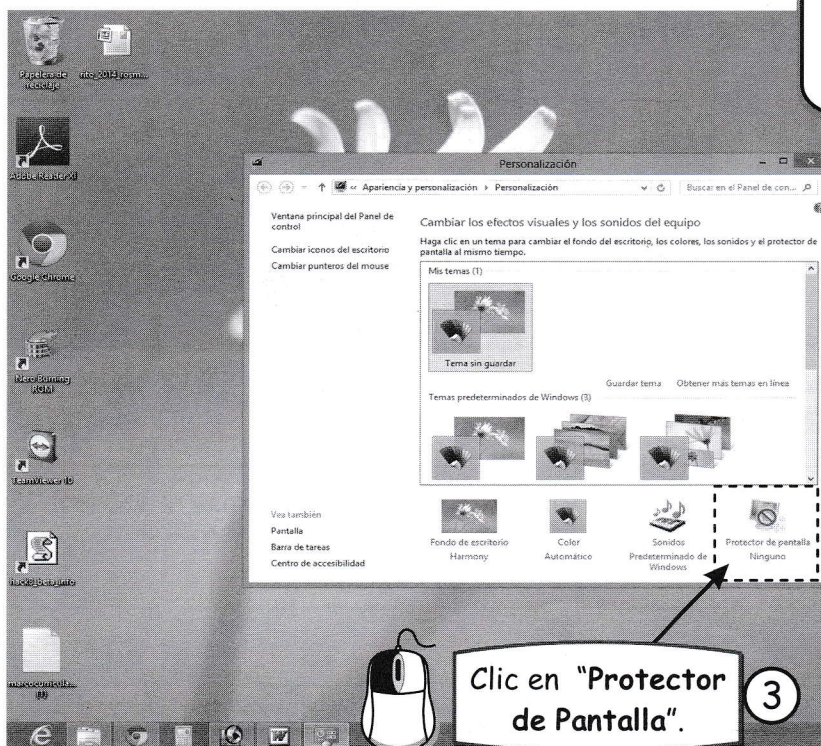 Papelera de
reciclaje
rito_2014_rosm...
Adobe Reader XI
Google Chrome
Nero Burning
ROM
TeamViewer 10
marcocurricula...
(3)
Personalización
« Apariencia y personalización › Personalización
Buscar en el Panel de con...
Ventana principal del Panel de
control
Cambiar iconos del escritorio
Cambiar punteros del mouse
Cambiar los efectos visuales y los sonidos del equipo
Haga clic en un tema para cambiar el fondo del escritorio, los colores, los sonidos y el protector de
pantalla al mismo tiempo.
Mis temas (1)
Tema sin guardar
Guardar tema Obtener más temas en línea
Temas predeterminados de Windows (3)
Vea también
Pantalla
Barra de tareas
Centro de accesibilidad
Fondo de escritorio
Harmony
Color
Automático
Sonidos
Predeterminado de
Windows
Protector de pantalla
Ninguno
Clic en "Protector
de Pantalla".
3